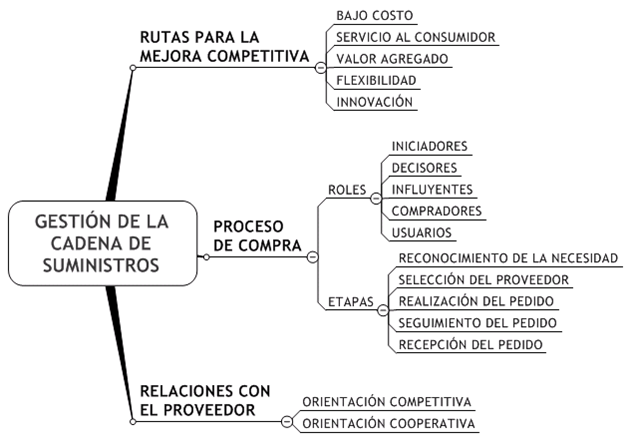 GESTIÓN DE LA
CADENA DE
SUMINISTROS
RUTAS PARA LA
MEJORA COMPETITIVA
BAJO COSTO
SERVICIO AL CONSUMIDOR
VALOR AGREGADO
FLEXIBILIDAD
INNOVACIÓN
PROCESO
DE COMPRA
ROLES
INICIADORES
DECISORES
INFLUYENTES
COMPRADORES
USUARIOS
ETAPAS
RECONOCIMIENTO DE LA NECESIDAD
SELECCIÓN DEL PROVEEDOR
REALIZACIÓN DEL PEDIDO
SEGUIMIENTO DEL PEDIDO
RECEPCIÓN DEL PEDIDO
RELACIONES CON
EL PROVEEDOR
ORIENTACIÓN COMPETITIVA
ORIENTACIÓN COOPERATIVA